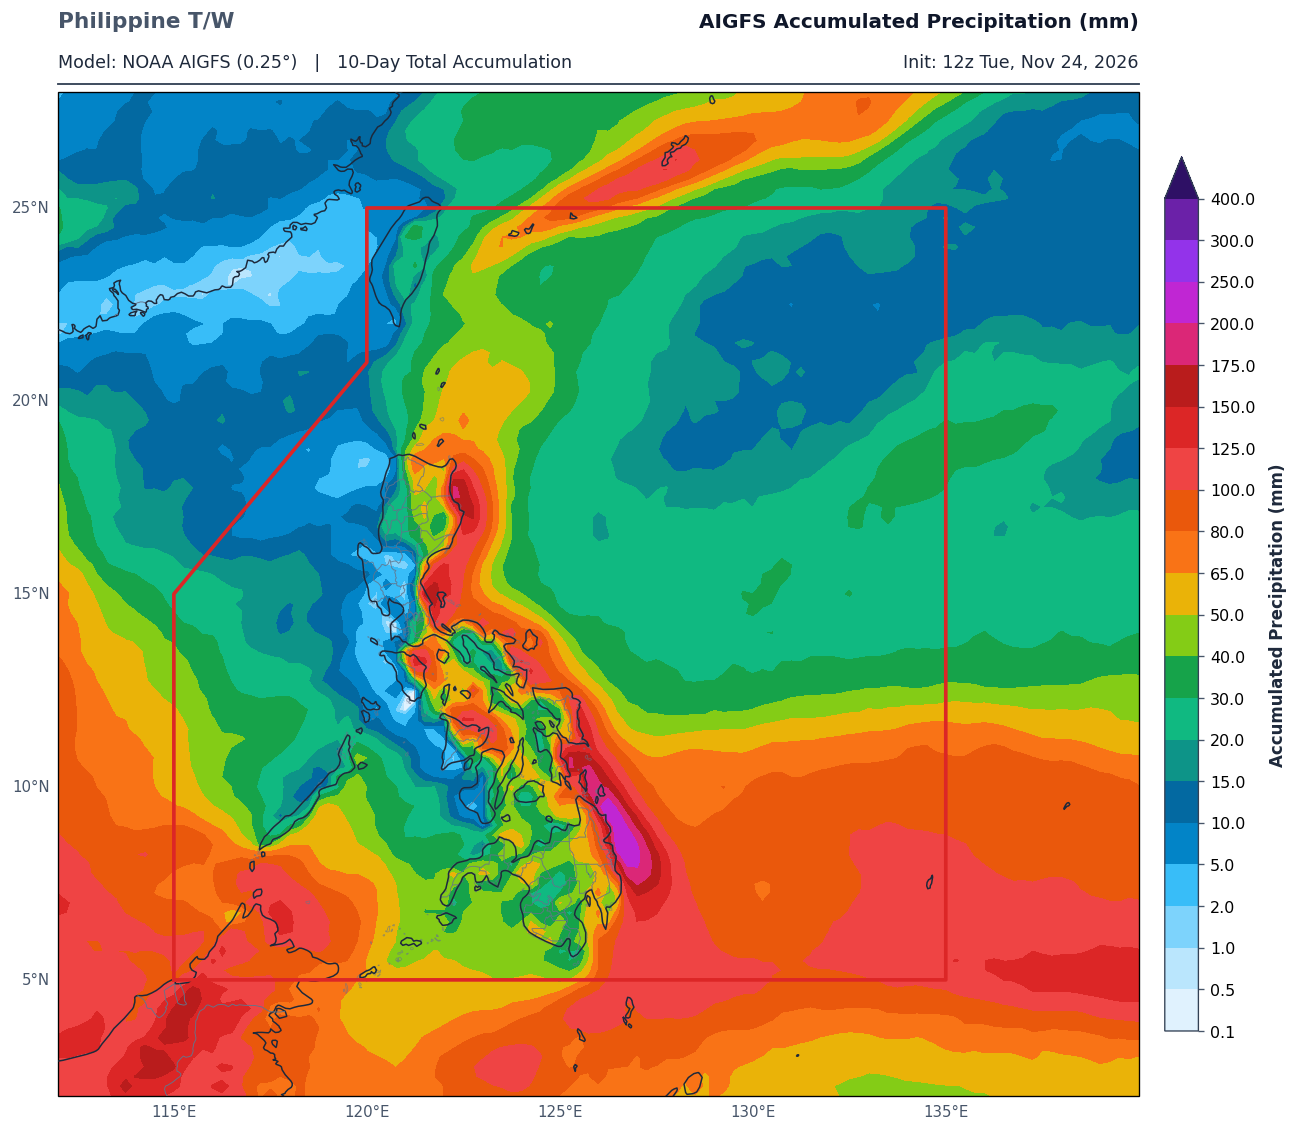 Philippine T/W
AIGFS Accumulated Precipitation (mm)
Model: NOAA AIGFS (0.25°)   |   10-Day Total Accumulation
Init: 12z Tue, Nov 24, 2026
25°N
20°N
15°N
10°N
5°N
115°E
120°E
125°E
130°E
135°E
400.0
300.0
250.0
200.0
175.0
150.0
125.0
100.0
80.0
65.0
50.0
40.0
30.0
20.0
15.0
10.0
5.0
2.0
1.0
0.5
0.1
Accumulated Precipitation (mm)